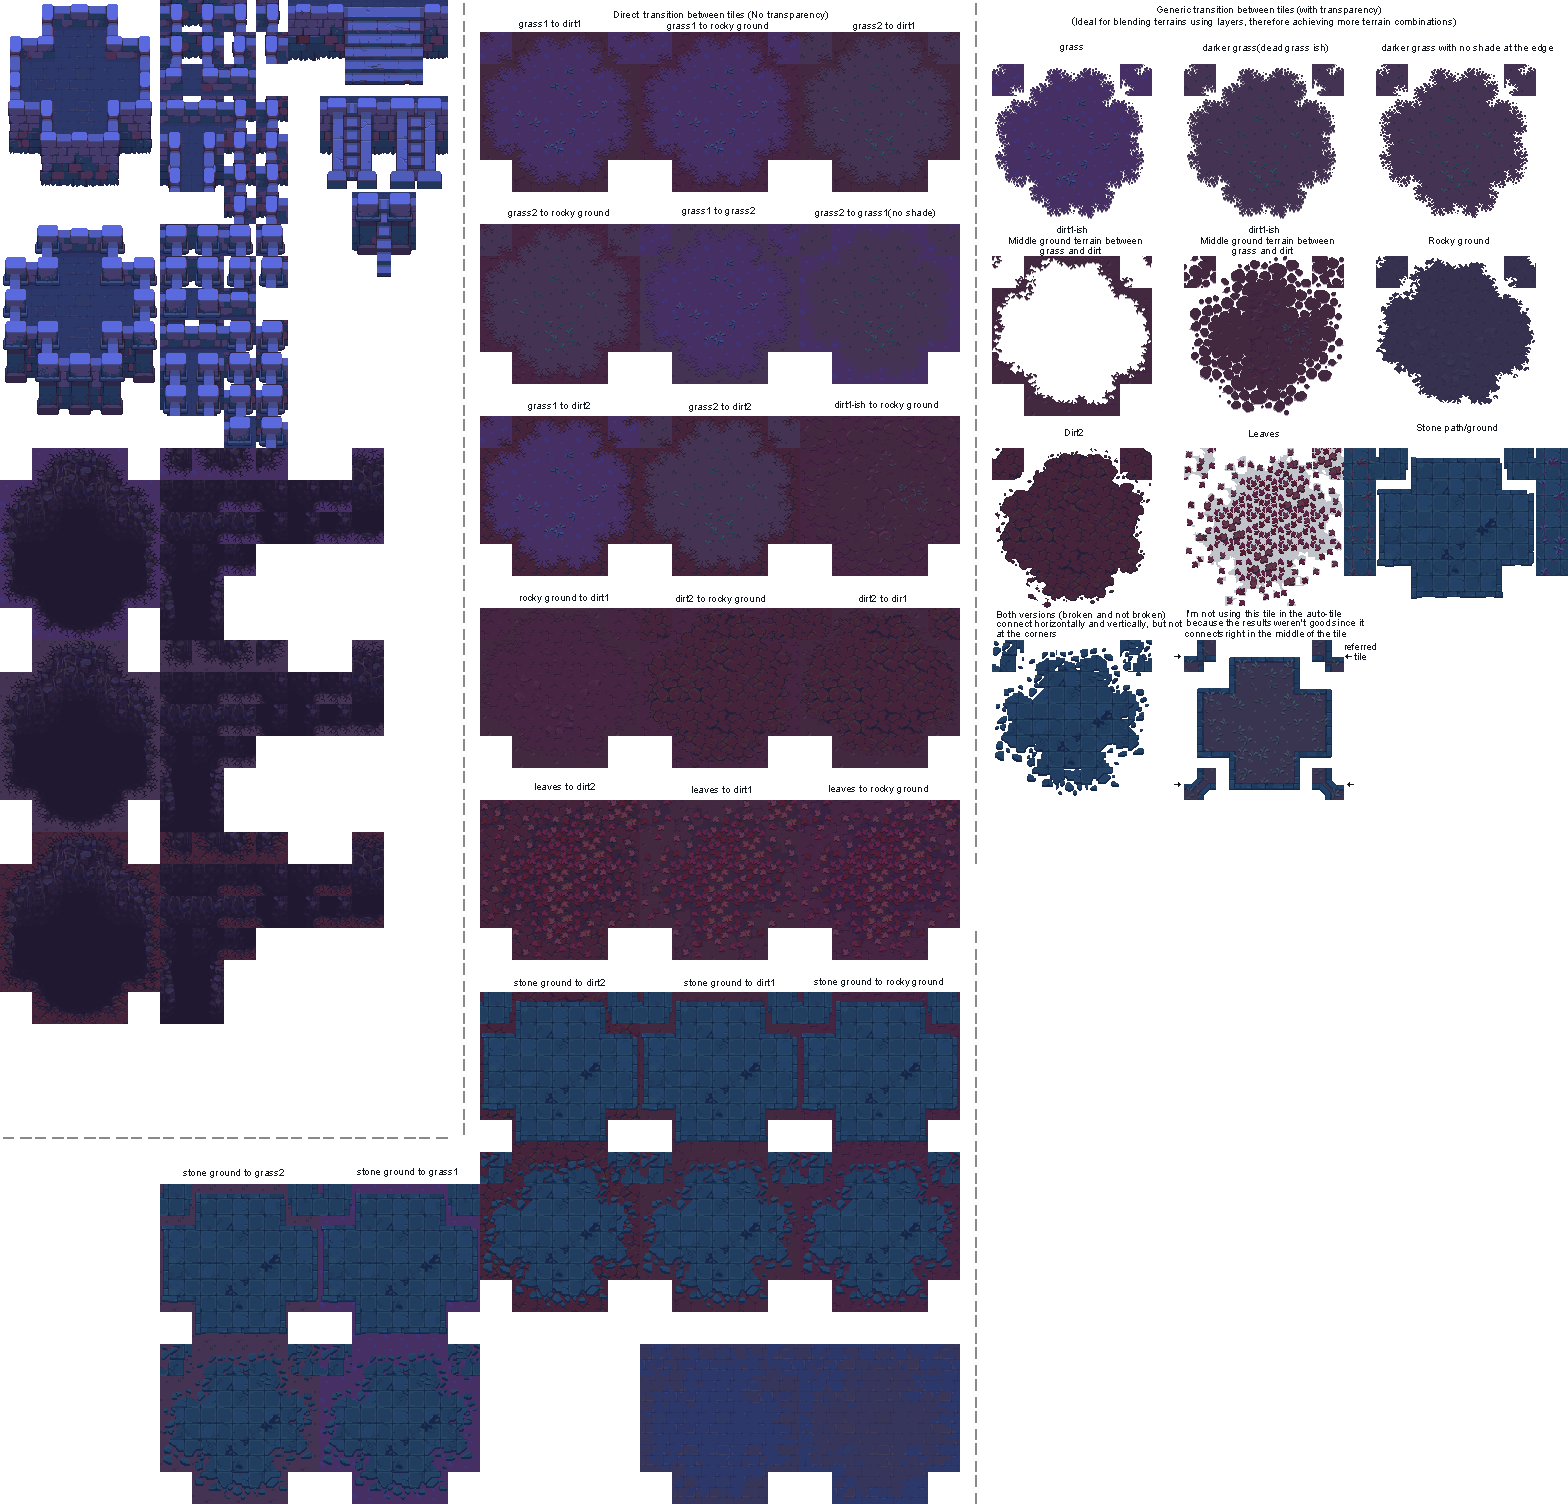 Direct transition between tiles (No transparency)
grass1 to dirt1
grass1 to rocky ground
grass2 to dirt1
grass2 to rocky ground
grass1 to grass2
grass2 to grass1(no shade)
grass1 to dirt2
grass2 to dirt2
dirt1-ish to rocky ground
rocky ground to dirt1
dirt2 to rocky ground
dirt2 to dir1
leaves to dirt2
leaves to dirt1
leaves to rocky ground
stone ground to dirt2
stone ground to dirt1
stone ground to rocky ground
stone ground to grass2
stone ground to grass1
Generic transition between tiles (with transparency)
(Ideal for blending terrains using layers, therefore achieving more terrain combinations)
grass
darker grass(dead grass ish)
darker grass with no shade at the edge
dirt1-ish
Middle ground terrain between
grass and dirt
dirt1-ish
Middle ground terrain between
grass and dirt
Rocky ground
Dirt2
Leaves
Stone path/ground
Both versions (broken and not broken)
connect horizontally and vertically, but not
at the corners
I'm not using this tile in the auto-tile
because the results weren't good since it
connects right in the middle of the tile
referred
tile